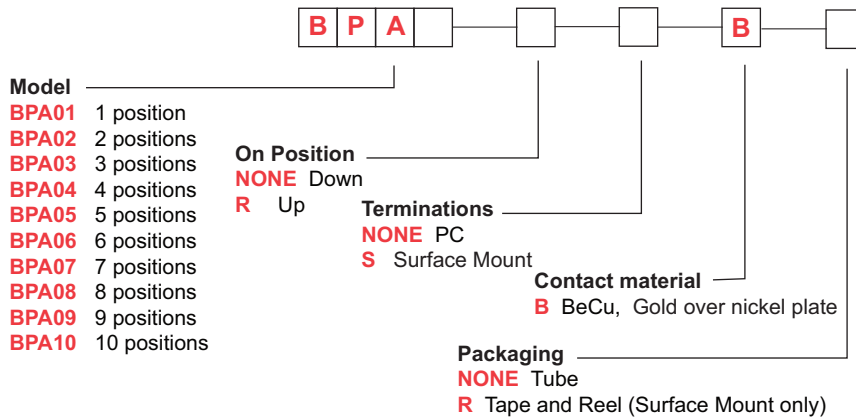 B P A B
Model
BPA01 1 position
BPA02 2 positions
BPA03 3 positions
BPA04 4 positions
BPA05 5 positions
BPA06 6 positions
BPA07 7 positions
BPA08 8 positions
BPA09 9 positions
BPA10 10 positions
On Position
NONE Down
R Up
Terminations
NONE PC
S Surface Mount
Contact material
B BeCu, Gold over nickel plate
Packaging
NONE Tube
R Tape and Reel (Surface Mount only)